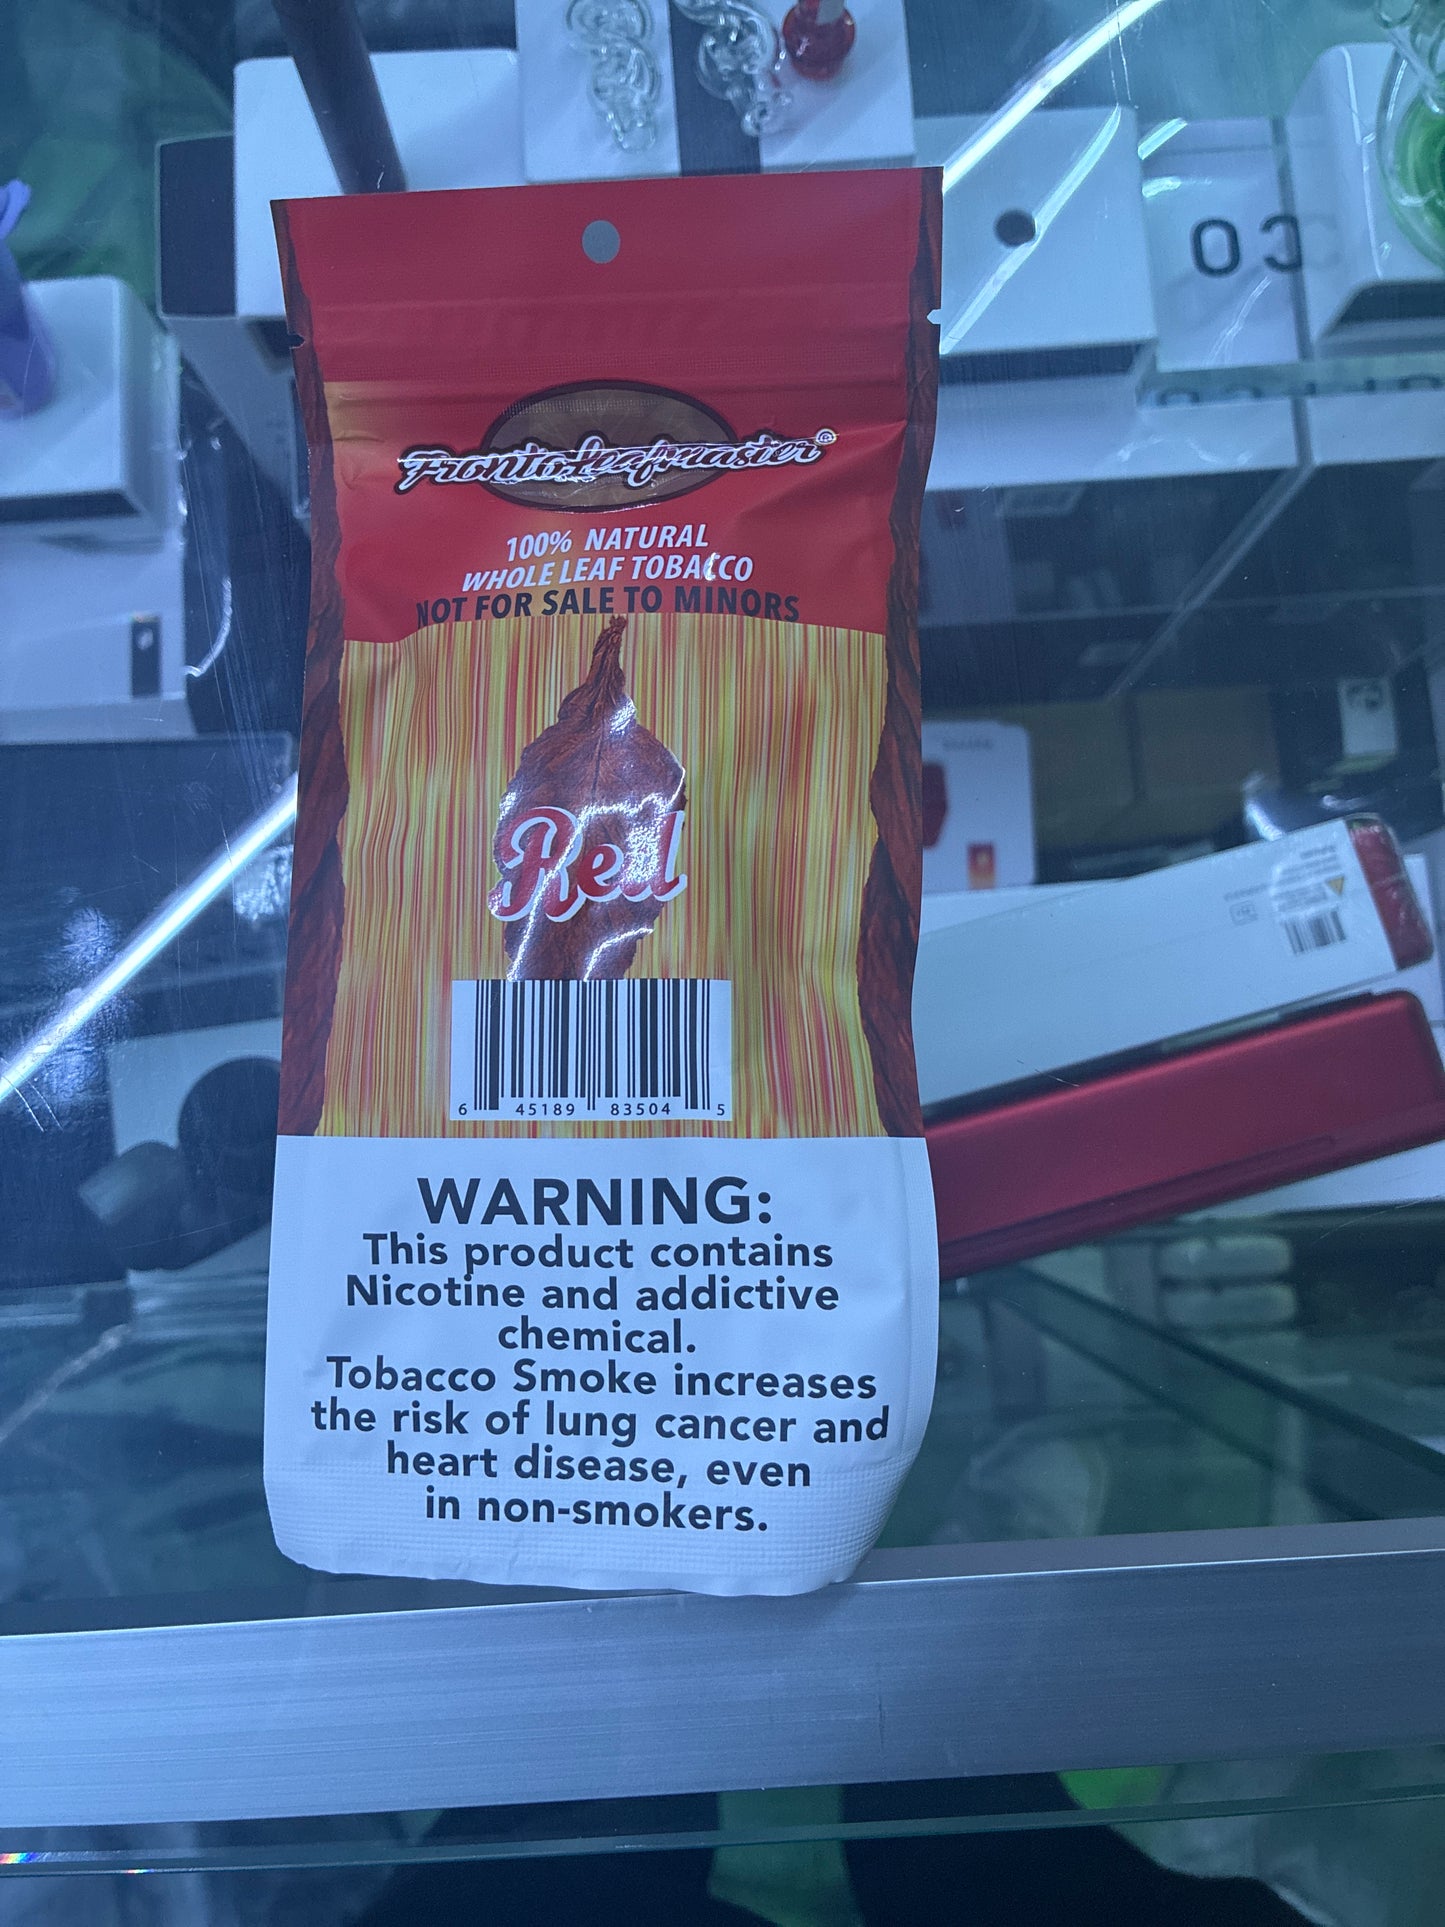 FrontoLeafmaster®
100% NATURAL
WHOLE LEAF TOBACCO
NOT FOR SALE TO MINORS
Red
6 45189 83504 5
WARNING:
This product contains
Nicotine and addictive
chemical.
Tobacco Smoke increases
the risk of lung cancer and
heart disease, even
in non-smokers.